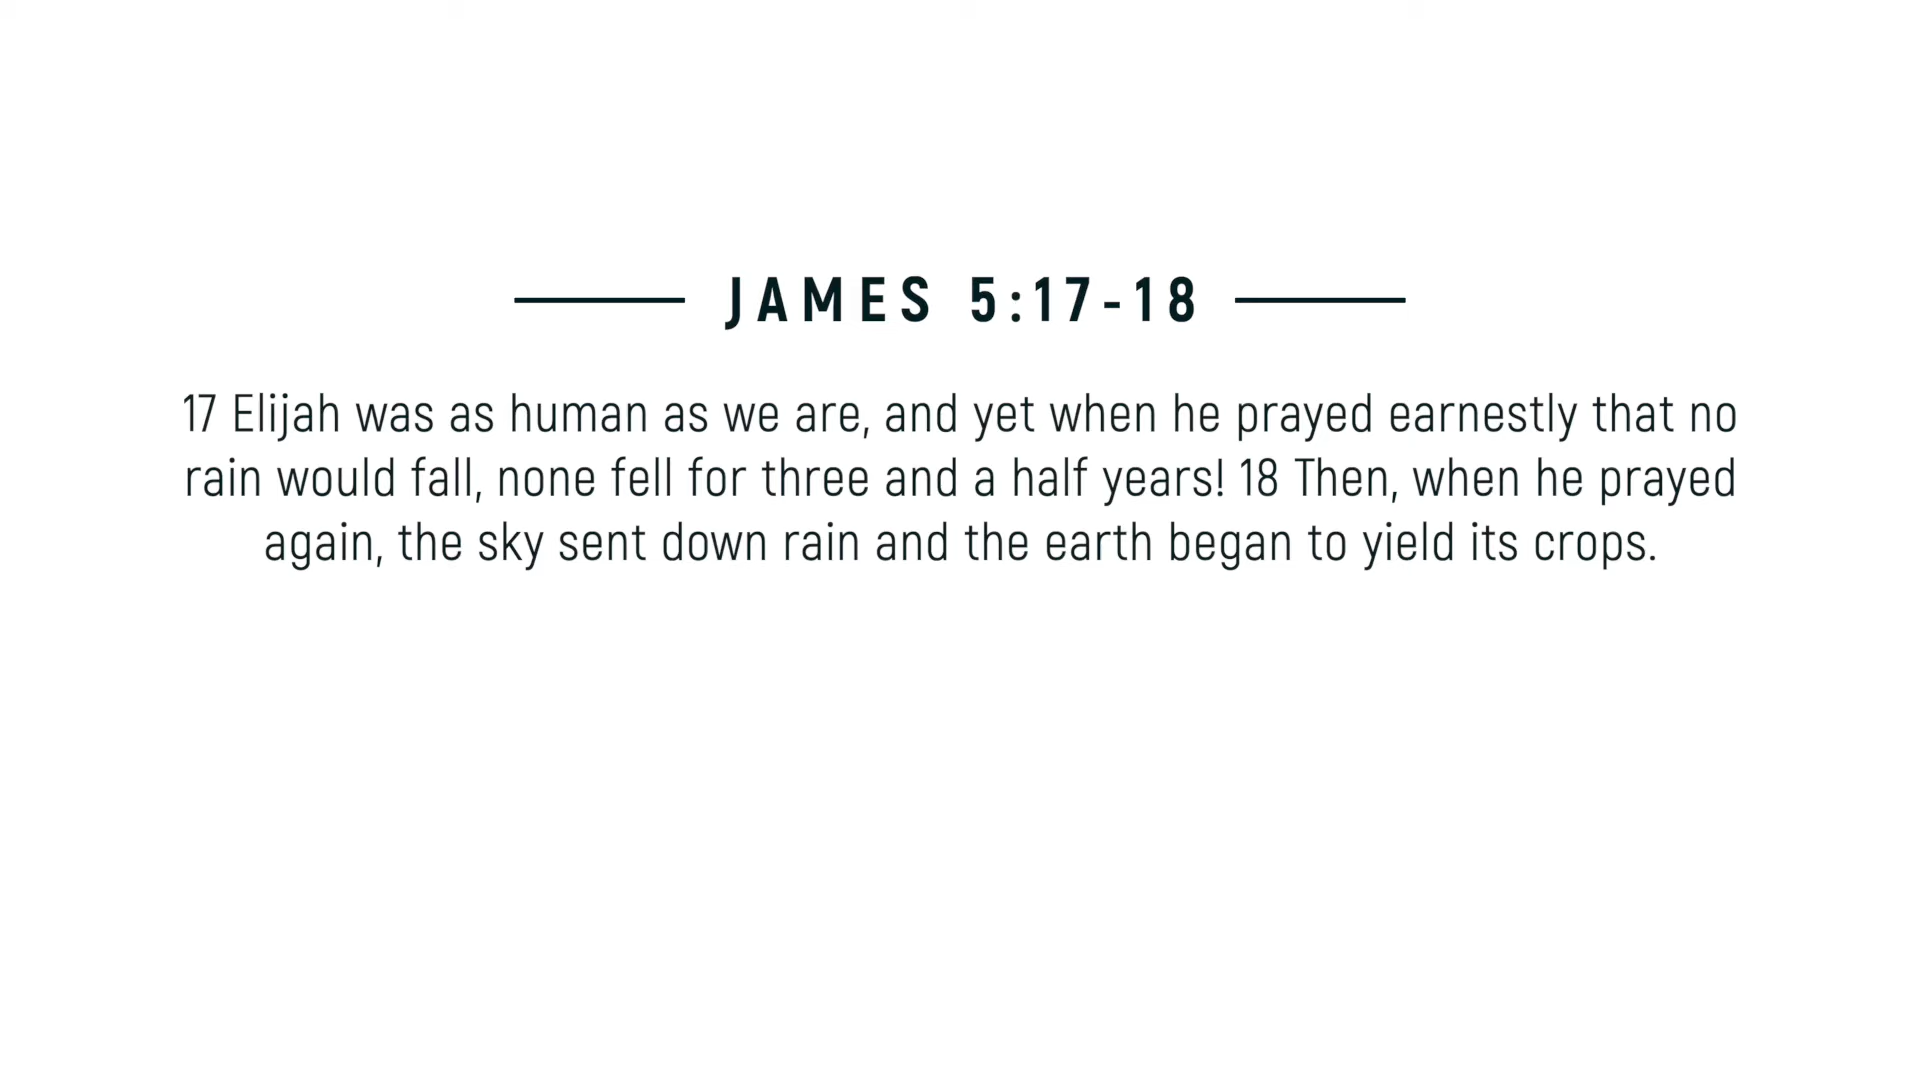 JAMES 5:17-18
17 Elijah was as human as we are, and yet when he prayed earnestly that no
rain would fall, none fell for three and a half years! 18 Then, when he prayed
again, the sky sent down rain and the earth began to yield its crops.